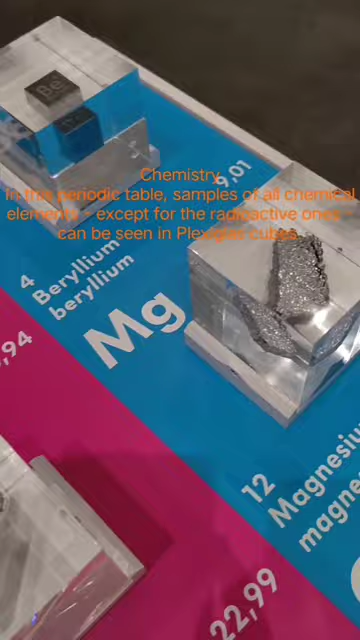 Chemistry
In this periodic table, samples of all chemical
elements - except for the radioactive ones -
can be seen in Plexiglas cubes.
Be
9,01
4
Beryllium
beryllium
,94
Mg
12
Magnesiu
magne
22,99